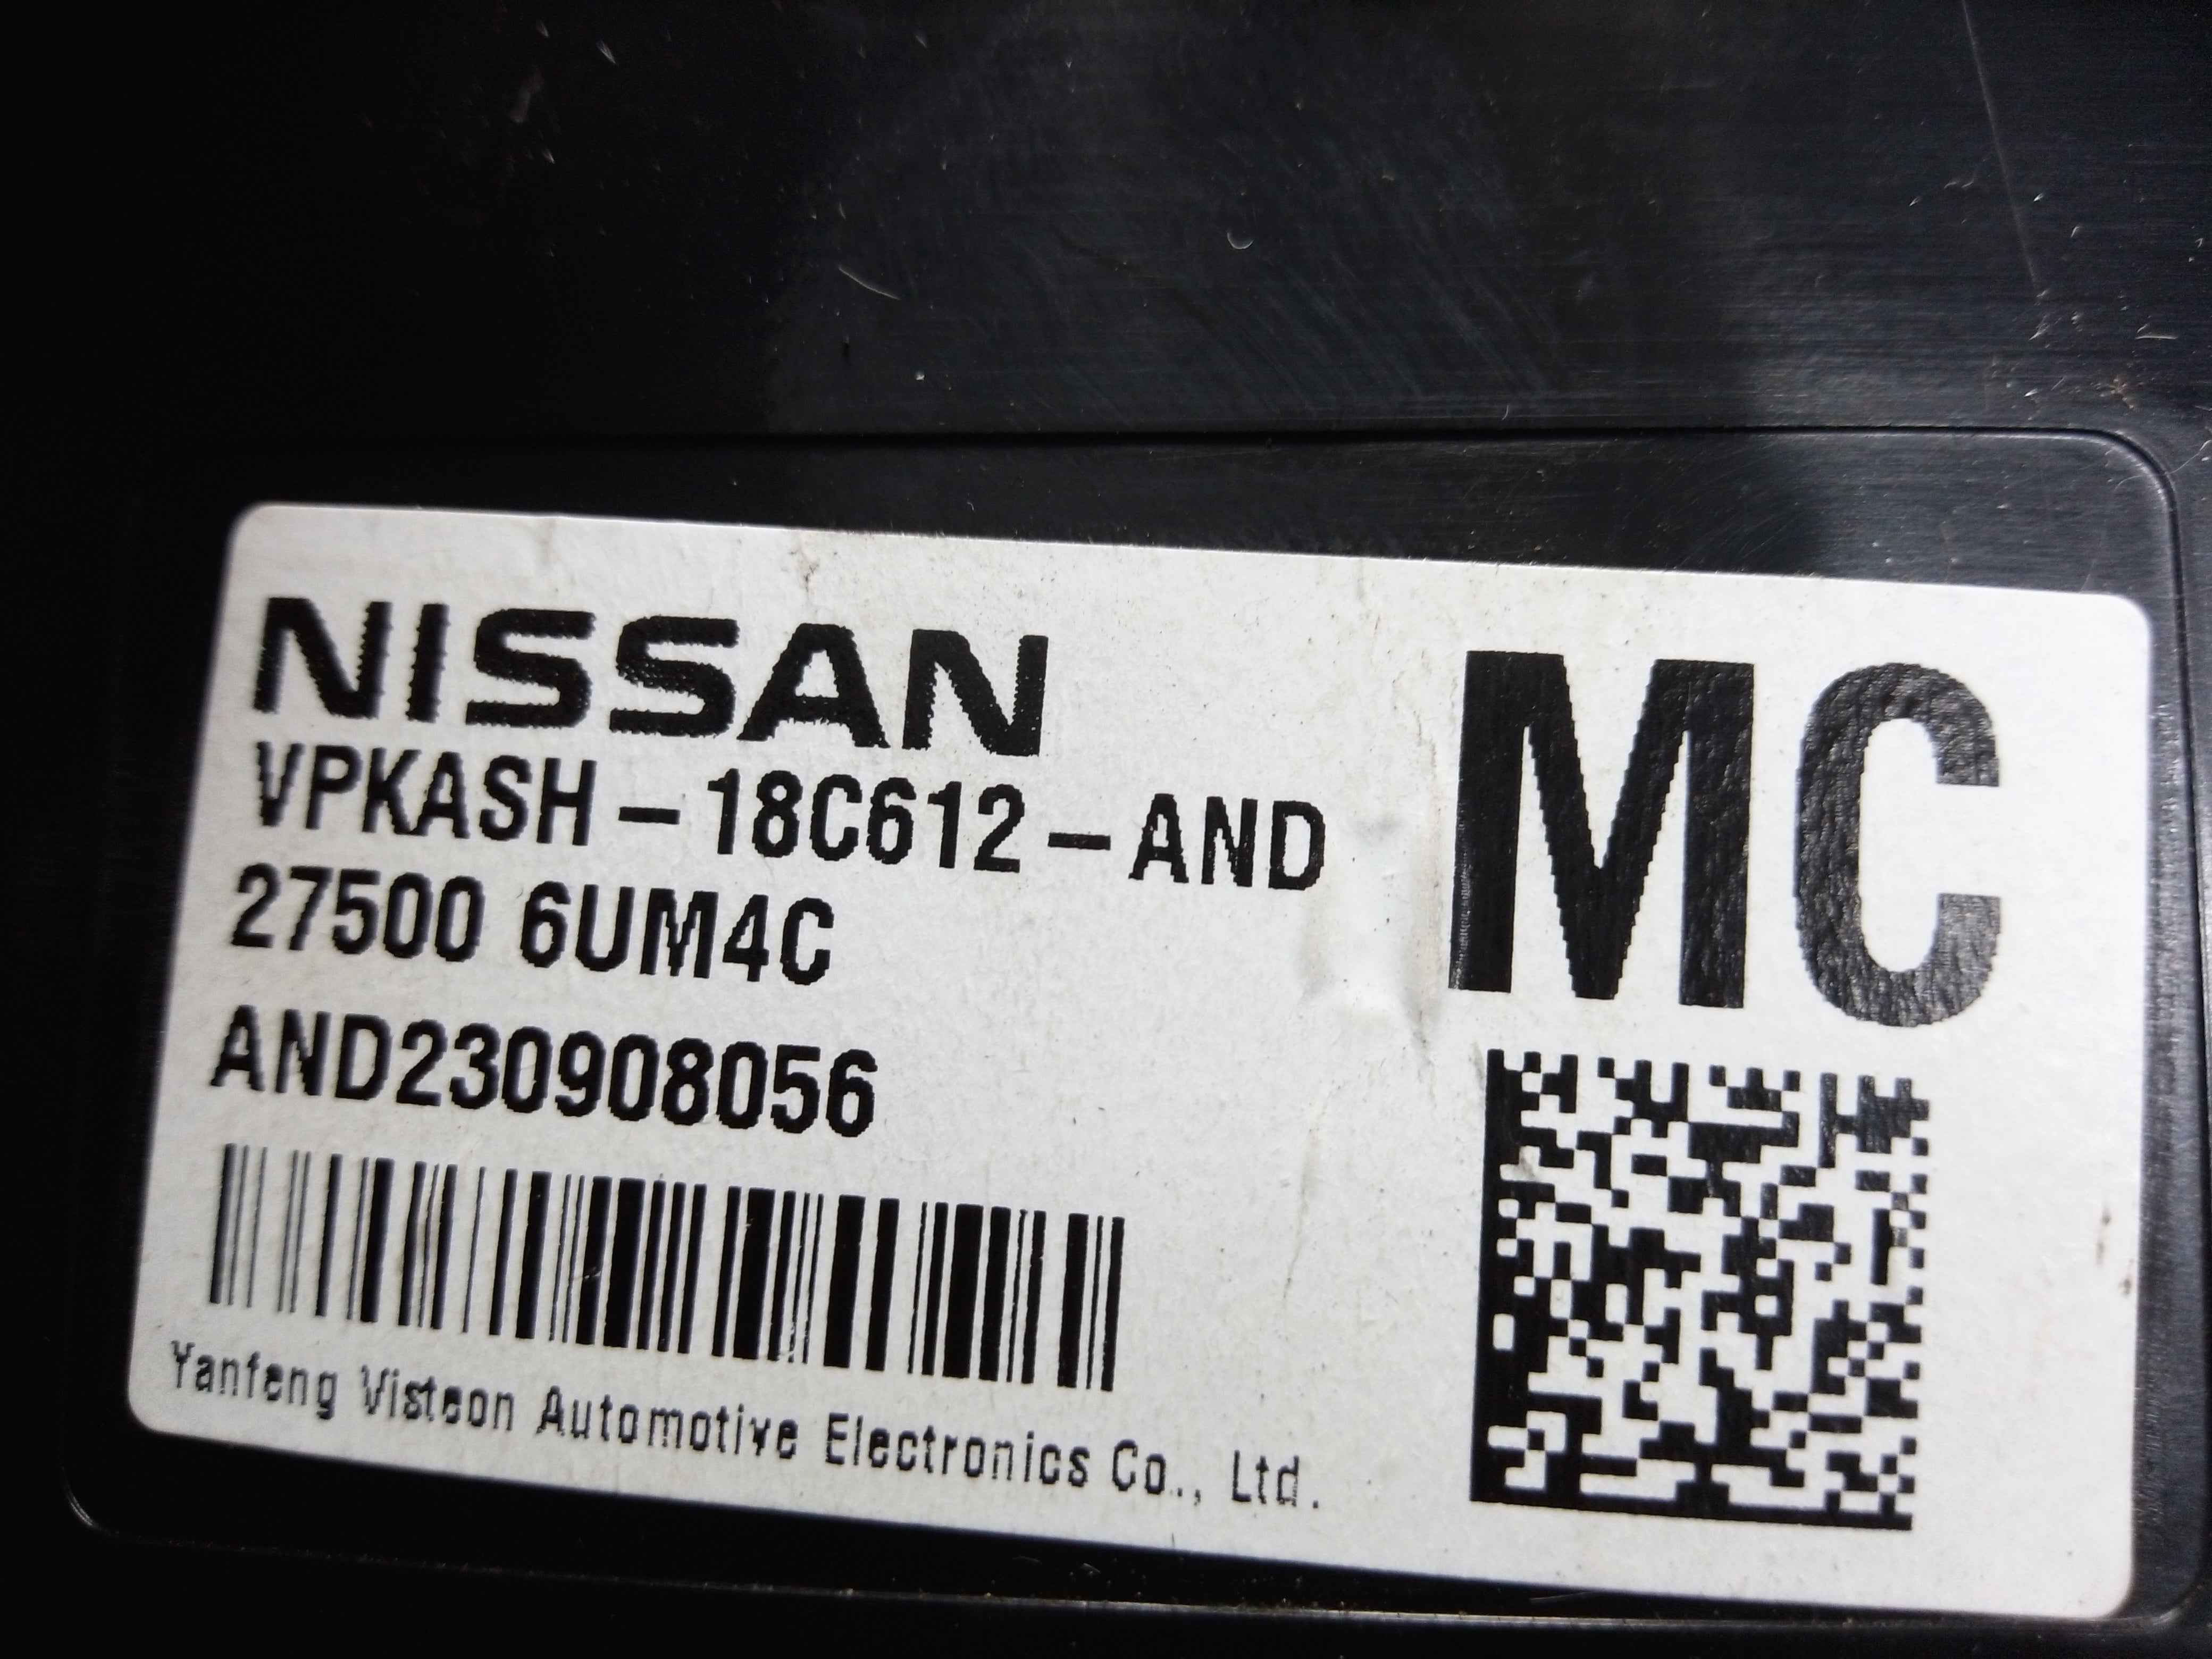 NISSAN
MC
VPKASH-18C612-AND
27500 6UM4C
AND230908056
Yanfeng Visteon Automotive Electronics Co., Ltd.